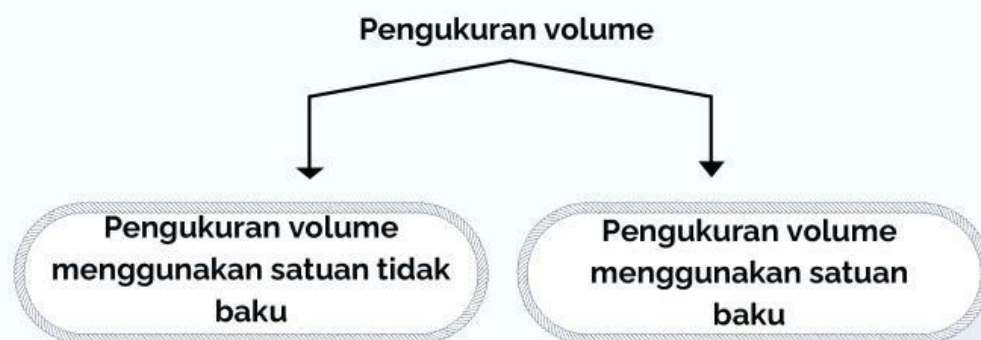 Pengukuran volume
Pengukuran volume
menggunakan satuan tidak
baku
Pengukuran volume
menggunakan satuan
baku